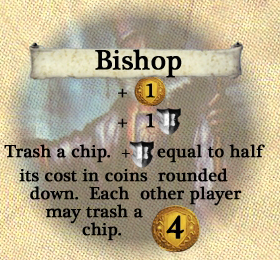 Bishop
+ 1
+ 1
Trash a chip. + equal to half
its cost in coins rounded
down. Each other player
may trash a
chip.
4